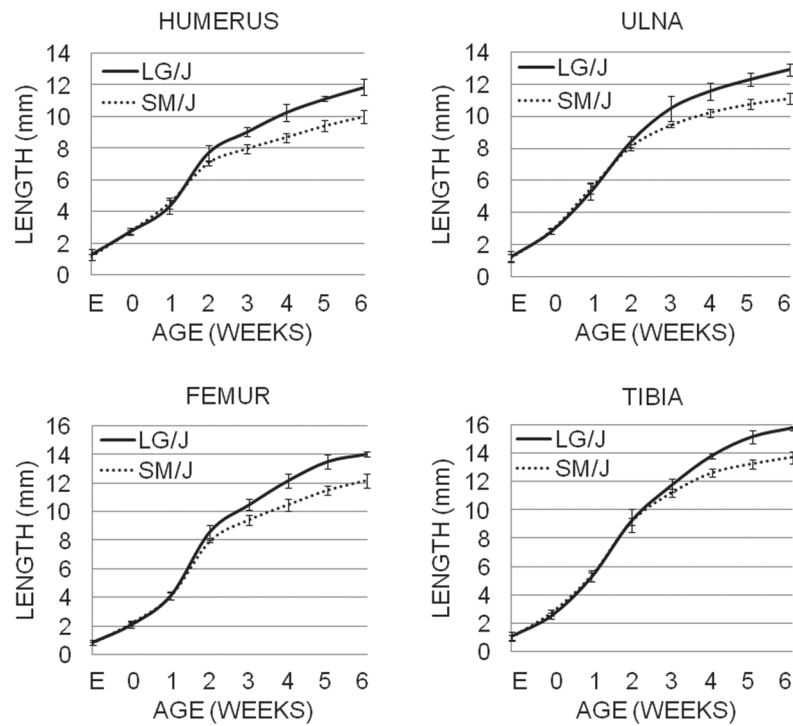 HUMERUS
14
12
10
8
6
4
2
0
LENGTH (mm)
LG/J
SM/J
E 0 1 2 3 4 5 6
AGE (WEEKS)
ULNA
14
12
10
8
6
4
2
0
LENGTH (mm)
LG/J
SM/J
E 0 1 2 3 4 5 6
AGE (WEEKS)
FEMUR
16
14
12
10
8
6
4
2
0
LENGTH (mm)
LG/J
SM/J
E 0 1 2 3 4 5 6
AGE (WEEKS)
TIBIA
16
14
12
10
8
6
4
2
0
LENGTH (mm)
LG/J
SM/J
E 0 1 2 3 4 5 6
AGE (WEEKS)